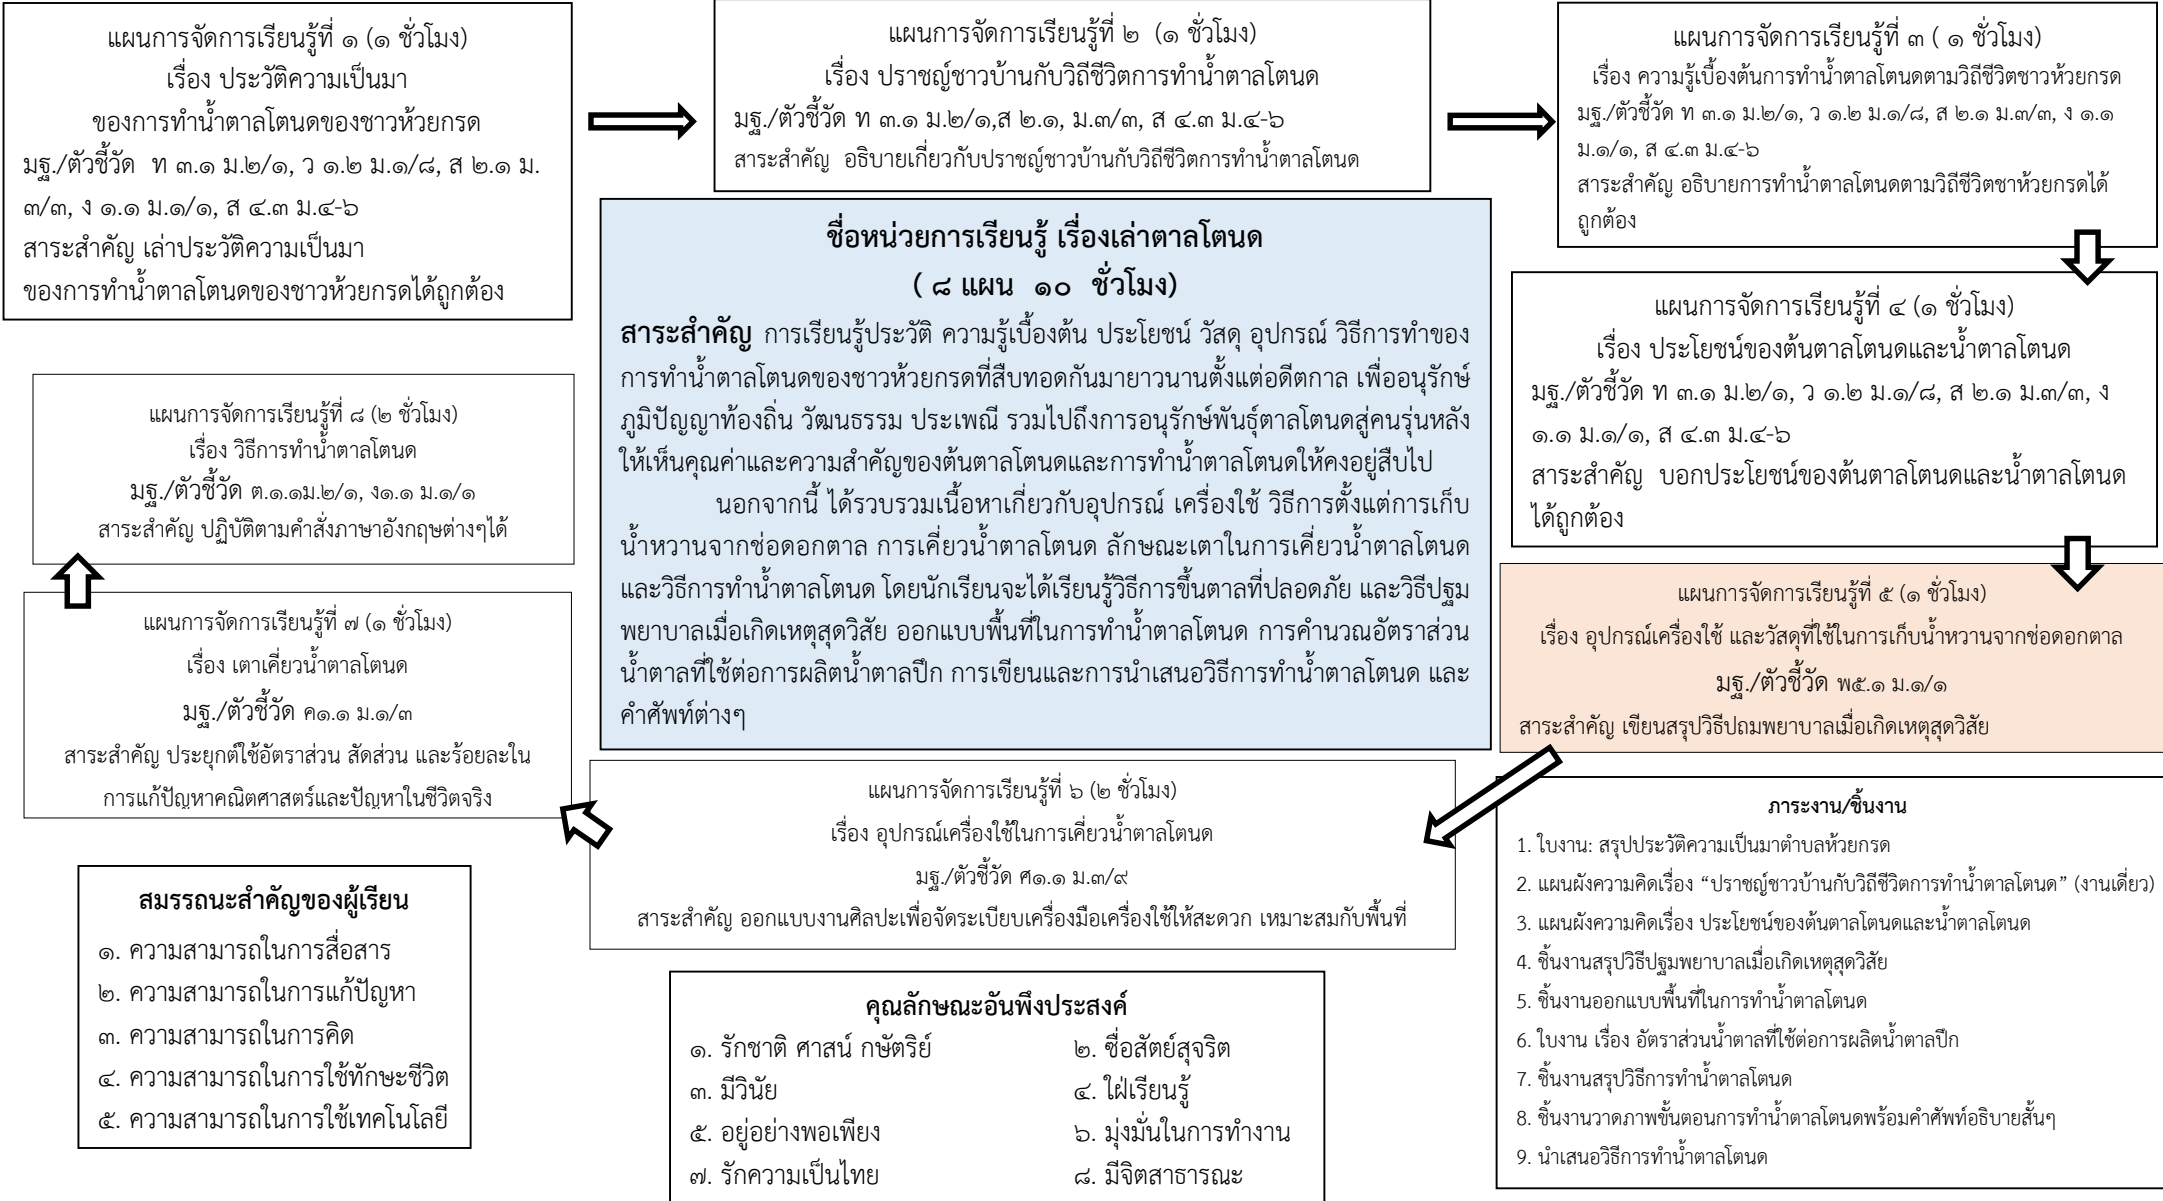 แผนการจัดการเรียนรู้ที่ ๑ (๑ ชั่วโมง)
เรื่อง ประวัติความเป็นมา
ของการทำน้ำตาลโตนดของชาวห้วยกรด
มฐ./ตัวชี้วัด ท ๓.๑ ม.๒/๑, ว ๑.๒ ม.๑/๘, ส ๒.๑ ม.
๓/๓, ง ๑.๑ ม.๑/๑, ส ๔.๓ ม.๔-๖
สาระสำคัญ เล่าประวัติความเป็นมา
ของการทำน้ำตาลโตนดของชาวห้วยกรดได้ถูกต้อง
แผนการจัดการเรียนรู้ที่ ๒ (๑ ชั่วโมง)
เรื่อง ปราชญ์ชาวบ้านกับวิถีชีวิตการทำน้ำตาลโตนด
มฐ./ตัวชี้วัด ท ๓.๑ ม.๒/๑,ส ๒.๑, ม.๓/๓, ส ๔.๓ ม.๔-๖
สาระสำคัญ อธิบายเกี่ยวกับปราชญ์ชาวบ้านกับวิถีชีวิตการทำน้ำตาลโตนด
แผนการจัดการเรียนรู้ที่ ๓ ( ๑ ชั่วโมง)
เรื่อง ความรู้เบื้องต้นการทำน้ำตาลโตนดตามวิถีชีวิตชาวห้วยกรด
มฐ./ตัวชี้วัด ท ๓.๑ ม.๒/๑, ว ๑.๒ ม.๑/๘, ส ๒.๑ ม.๓/๓, ง ๑.๑
ม.๑/๑, ส ๔.๓ ม.๔-๖
สาระสำคัญ อธิบายการทำน้ำตาลโตนดตามวิถีชีวิตชาห้วยกรดได้
ถูกต้อง
ชื่อหน่วยการเรียนรู้ เรื่องเล่าตาลโตนด
( ๘ แผน ๑๐ ชั่วโมง)
สาระสำคัญ การเรียนรู้ประวัติ ความรู้เบื้องต้น ประโยชน์ วัสดุ อุปกรณ์ วิธีการทำของ
การทำน้ำตาลโตนดของชาวห้วยกรดที่สืบทอดกันมายาวนานตั้งแต่อดีตกาล เพื่ออนุรักษ์
ภูมิปัญญาท้องถิ่น วัฒนธรรม ประเพณี รวมไปถึงการอนุรักษ์พันธุ์ตาลโตนดสู่คนรุ่นหลัง
ให้เห็นคุณค่าและความสำคัญของต้นตาลโตนดและการทำน้ำตาลโตนดให้คงอยู่สืบไป
นอกจากนี้ ได้รวบรวมเนื้อหาเกี่ยวกับอุปกรณ์ เครื่องใช้ วิธีการตั้งแต่การเก็บ
น้ำหวานจากช่อดอกตาล การเคี่ยวน้ำตาลโตนด ลักษณะเตาในการเคี่ยวน้ำตาลโตนด
และวิธีการทำน้ำตาลโตนด โดยนักเรียนจะได้เรียนรู้วิธีการขึ้นตาลที่ปลอดภัย และวิธีปฐม
พยาบาลเมื่อเกิดเหตุสุดวิสัย ออกแบบพื้นที่ในการทำน้ำตาลโตนด การคำนวณอัตราส่วน
น้ำตาลที่ใช้ต่อการผลิตน้ำตาลปึก การเขียนและการนำเสนอวิธีการทำน้ำตาลโตนด และ
คำศัพท์ต่างๆ
แผนการจัดการเรียนรู้ที่ ๔ (๑ ชั่วโมง)
เรื่อง ประโยชน์ของต้นตาลโตนดและน้ำตาลโตนด
มฐ./ตัวชี้วัด ท ๓.๑ ม.๒/๑, ว ๑.๒ ม.๑/๘, ส ๒.๑ ม.๓/๓, ง
๑.๑ ม.๑/๑, ส ๔.๓ ม.๔-๖
สาระสำคัญ บอกประโยชน์ของต้นตาลโตนดและน้ำตาลโตนด
ได้ถูกต้อง
แผนการจัดการเรียนรู้ที่ ๕ (๑ ชั่วโมง)
เรื่อง อุปกรณ์เครื่องใช้ และวัสดุที่ใช้ในการเก็บน้ำหวานจากช่อดอกตาล
มฐ./ตัวชี้วัด พ๕.๑ ม.๑/๑
สาระสำคัญ เขียนสรุปวิธีปถมพยาบาลเมื่อเกิดเหตุสุดวิสัย
แผนการจัดการเรียนรู้ที่ ๖ (๒ ชั่วโมง)
เรื่อง อุปกรณ์เครื่องใช้ในการเคี่ยวน้ำตาลโตนด
มฐ./ตัวชี้วัด ศ๑.๑ ม.๓/๙
สาระสำคัญ ออกแบบงานศิลปะเพื่อจัดระเบียบเครื่องมือเครื่องใช้ให้สะดวก เหมาะสมกับพื้นที่
แผนการจัดการเรียนรู้ที่ ๗ (๑ ชั่วโมง)
เรื่อง เตาเคี่ยวน้ำตาลโตนด
มฐ./ตัวชี้วัด ค๑.๑ ม.๑/๓
สาระสำคัญ ประยุกต์ใช้อัตราส่วน สัดส่วน และร้อยละใน
การแก้ปัญหาคณิตศาสตร์และปัญหาในชีวิตจริง
แผนการจัดการเรียนรู้ที่ ๘ (๒ ชั่วโมง)
เรื่อง วิธีการทำน้ำตาลโตนด
มฐ./ตัวชี้วัด ต.๑.๑ม.๒/๑, ง๑.๑ ม.๑/๑
สาระสำคัญ ปฏิบัติตามคำสั่งภาษาอังกฤษต่างๆได้
สมรรถนะสำคัญของผู้เรียน
๑. ความสามารถในการสื่อสาร
๒. ความสามารถในการแก้ปัญหา
๓. ความสามารถในการคิด
๔. ความสามารถในการใช้ทักษะชีวิต
๕. ความสามารถในการใช้เทคโนโลยี
คุณลักษณะอันพึงประสงค์
๑. รักชาติ ศาสน์ กษัตริย์ ๒. ซื่อสัตย์สุจริต
๓. มีวินัย ๔. ใฝ่เรียนรู้
๕. อยู่อย่างพอเพียง ๖. มุ่งมั่นในการทำงาน
๗. รักความเป็นไทย ๘. มีจิตสาธารณะ
ภาระงาน/ชิ้นงาน
1. ใบงาน: สรุปประวัติความเป็นมาตำบลห้วยกรด
2. แผนผังความคิดเรื่อง “ปราชญ์ชาวบ้านกับวิถีชีวิตการทำน้ำตาลโตนด” (งานเดี่ยว)
3. แผนผังความคิดเรื่อง ประโยชน์ของต้นตาลโตนดและน้ำตาลโตนด
4. ชิ้นงานสรุปวิธีปฐมพยาบาลเมื่อเกิดเหตุสุดวิสัย
5. ชิ้นงานออกแบบพื้นที่ในการทำน้ำตาลโตนด
6. ใบงาน เรื่อง อัตราส่วนน้ำตาลที่ใช้ต่อการผลิตน้ำตาลปึก
7. ชิ้นงานสรุปวิธีการทำน้ำตาลโตนด
8. ชิ้นงานวาดภาพขั้นตอนการทำน้ำตาลโตนดพร้อมคำศัพท์อธิบายสั้นๆ
9. นำเสนอวิธีการทำน้ำตาลโตนด